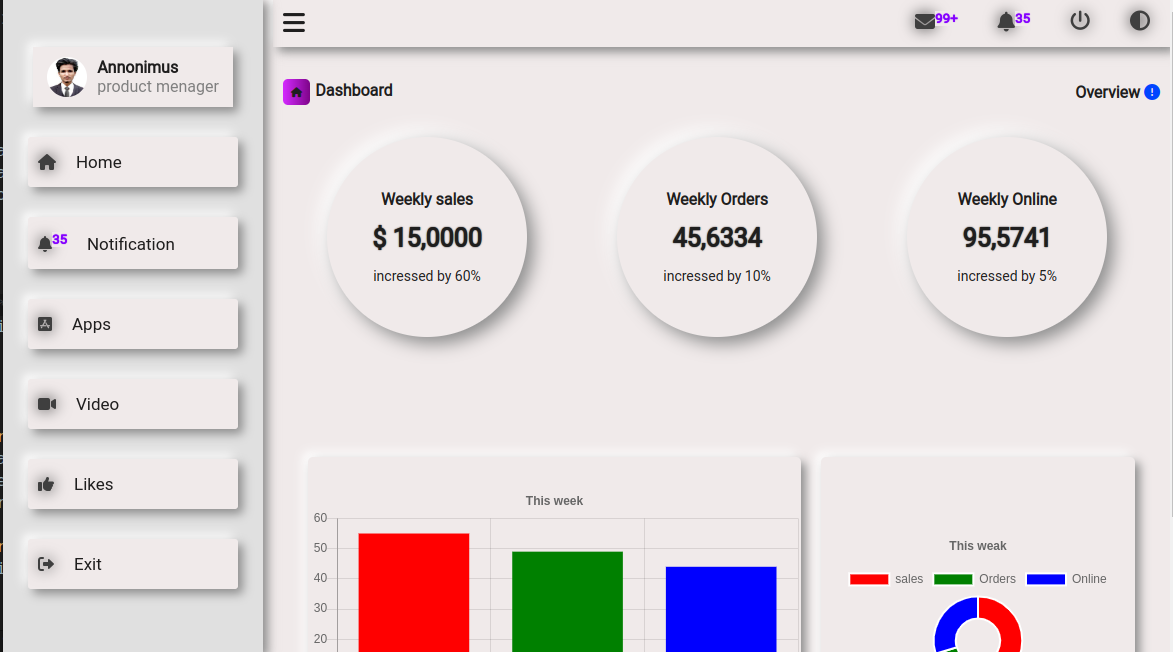 99+
35
Annonimus
product menager
Home
35
Notification
Apps
Video
Likes
Exit
Dashboard
Overview
Weekly sales
$ 15,0000
incressed by 60%
Weekly Orders
45,6334
incressed by 10%
Weekly Online
95,5741
incressed by 5%
This week
60
50
40
30
20
This weak
sales Orders Online